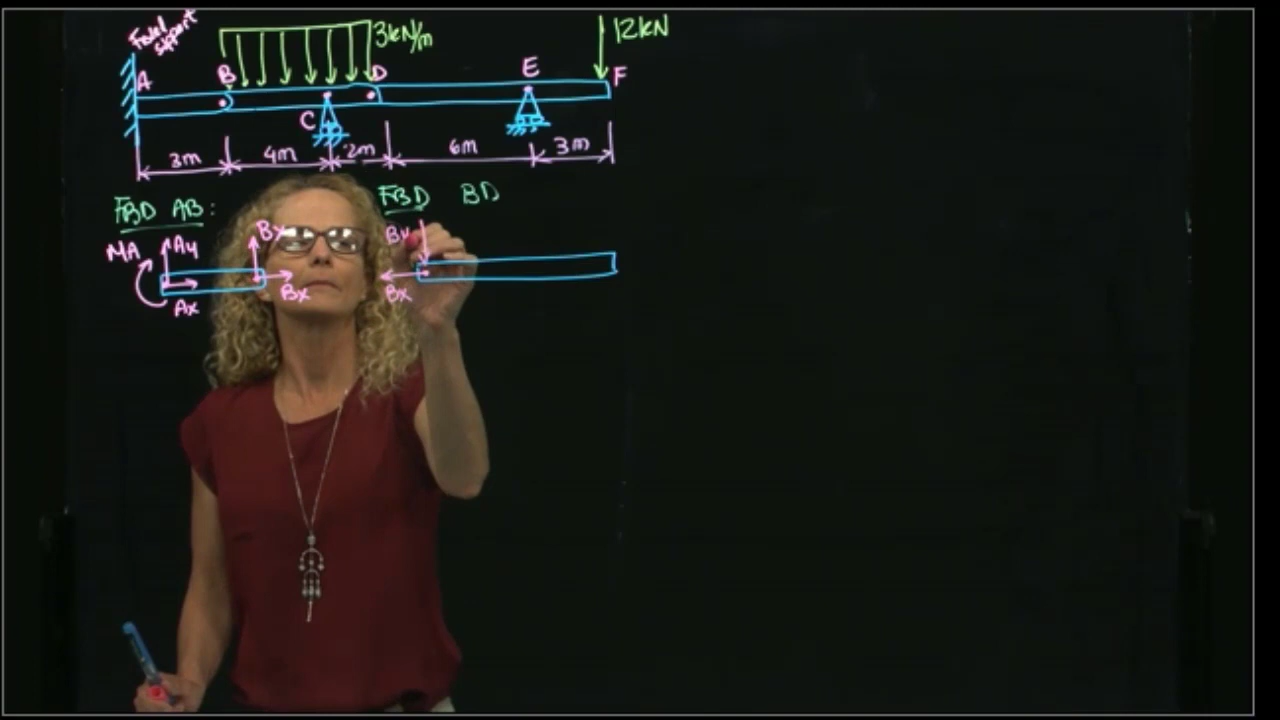 Fixed support
3kN/m
12kN
A
B
D
E
F
C
3m
4m
2m
6m
3m
FBD AB:
FBD BD
MA
Ay
Ax
By
Bx
By
Bx